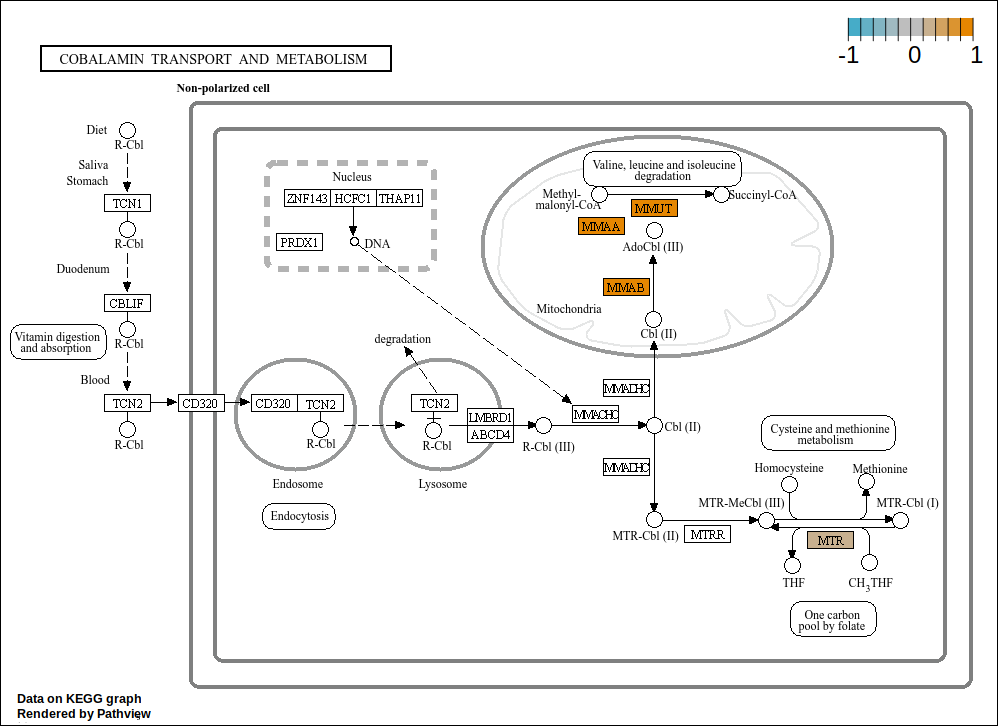 -1 0 1
COBALAMIN TRANSPORT AND METABOLISM
Non-polarized cell
Diet
R-Cbl
Saliva
Stomach
TCN1
R-Cbl
Duodenum
CBLIF
R-Cbl
Vitamin digestion
and absorption
Blood
TCN2
R-Cbl
CD320
Nucleus
ZNF143 HCFC1 THAP11
PRDX1
DNA
Valine, leucine and isoleucine
degradation
Methyl-
malonyl-CoA
Succinyl-CoA
MMUT
MMAA
AdoCbl (III)
MMAB
Mitochondria
Cbl (II)
degradation
CD320 TCN2
R-Cbl
Endosome
Endocytosis
TCN2
R-Cbl
Lysosome
LMBRD1
ABCD4
R-Cbl (III)
MMACHC
MMADHC
Cbl (II)
MMADHC
MTR-Cbl (II)
MTRR
Cysteine and methionine
metabolism
Homocysteine
Methionine
MTR-MeCbl (III)
MTR-Cbl (I)
MTR
THF
CH3THF
One carbon
pool by folate
Data on KEGG graph
Rendered by Pathview